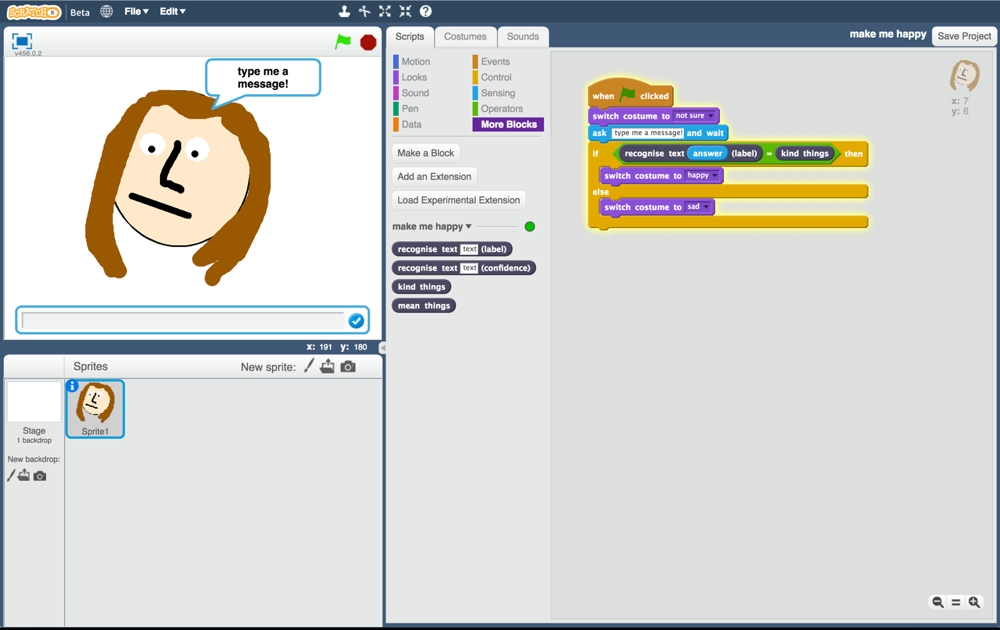 SCRATCHX Beta File Edit
v456.0.2
type me a
message!
x: 191 y: 180
Sprites New sprite:
Sprite1
Stage
1 backdrop
New backdrop:
Scripts Costumes Sounds
make me happy Save Project
Motion Events
Looks Control
Sound Sensing
Pen Operators
Data More Blocks
Make a Block
Add an Extension
Load Experimental Extension
make me happy
recognise text text (label)
recognise text text (confidence)
kind things
mean things
when clicked
switch costume to not sure
ask type me a message! and wait
if recognise text answer (label) = kind things then
switch costume to happy
else
switch costume to sad
x: 7
y: 6